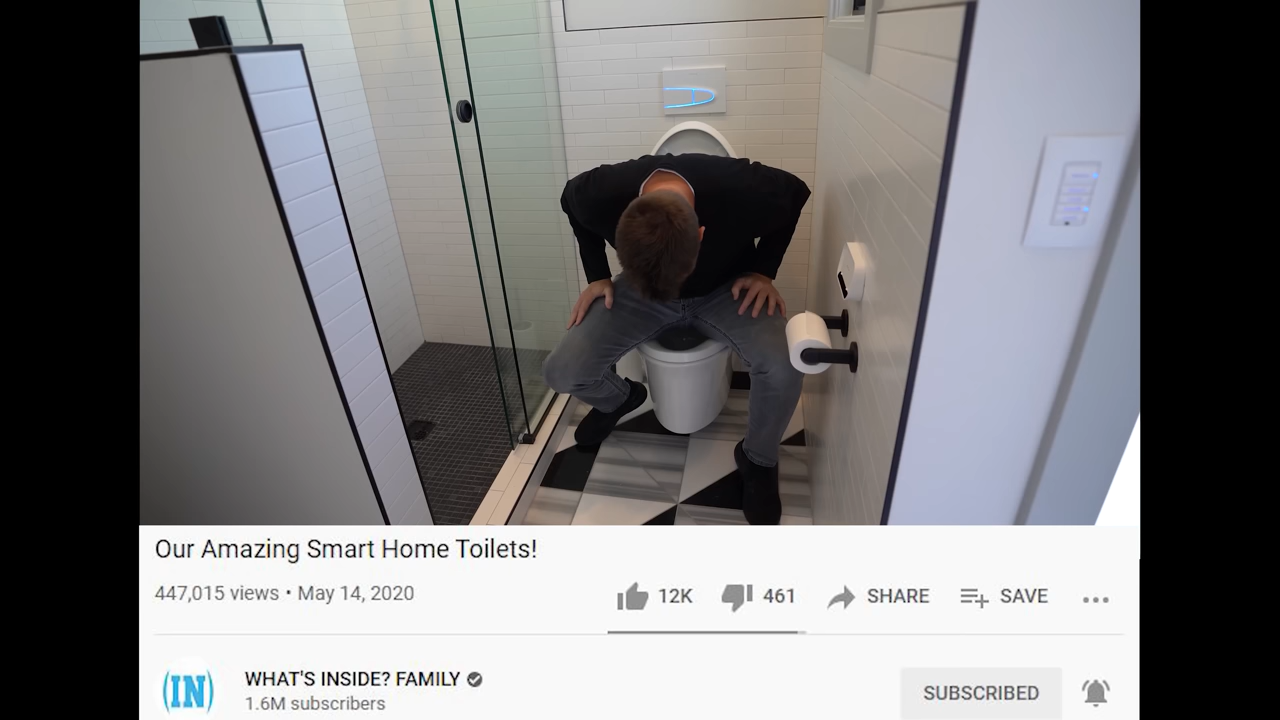 Our Amazing Smart Home Toilets!
447,015 views • May 14, 2020
12K 461 SHARE SAVE
(IN) WHAT'S INSIDE? FAMILY
1.6M subscribers
SUBSCRIBED